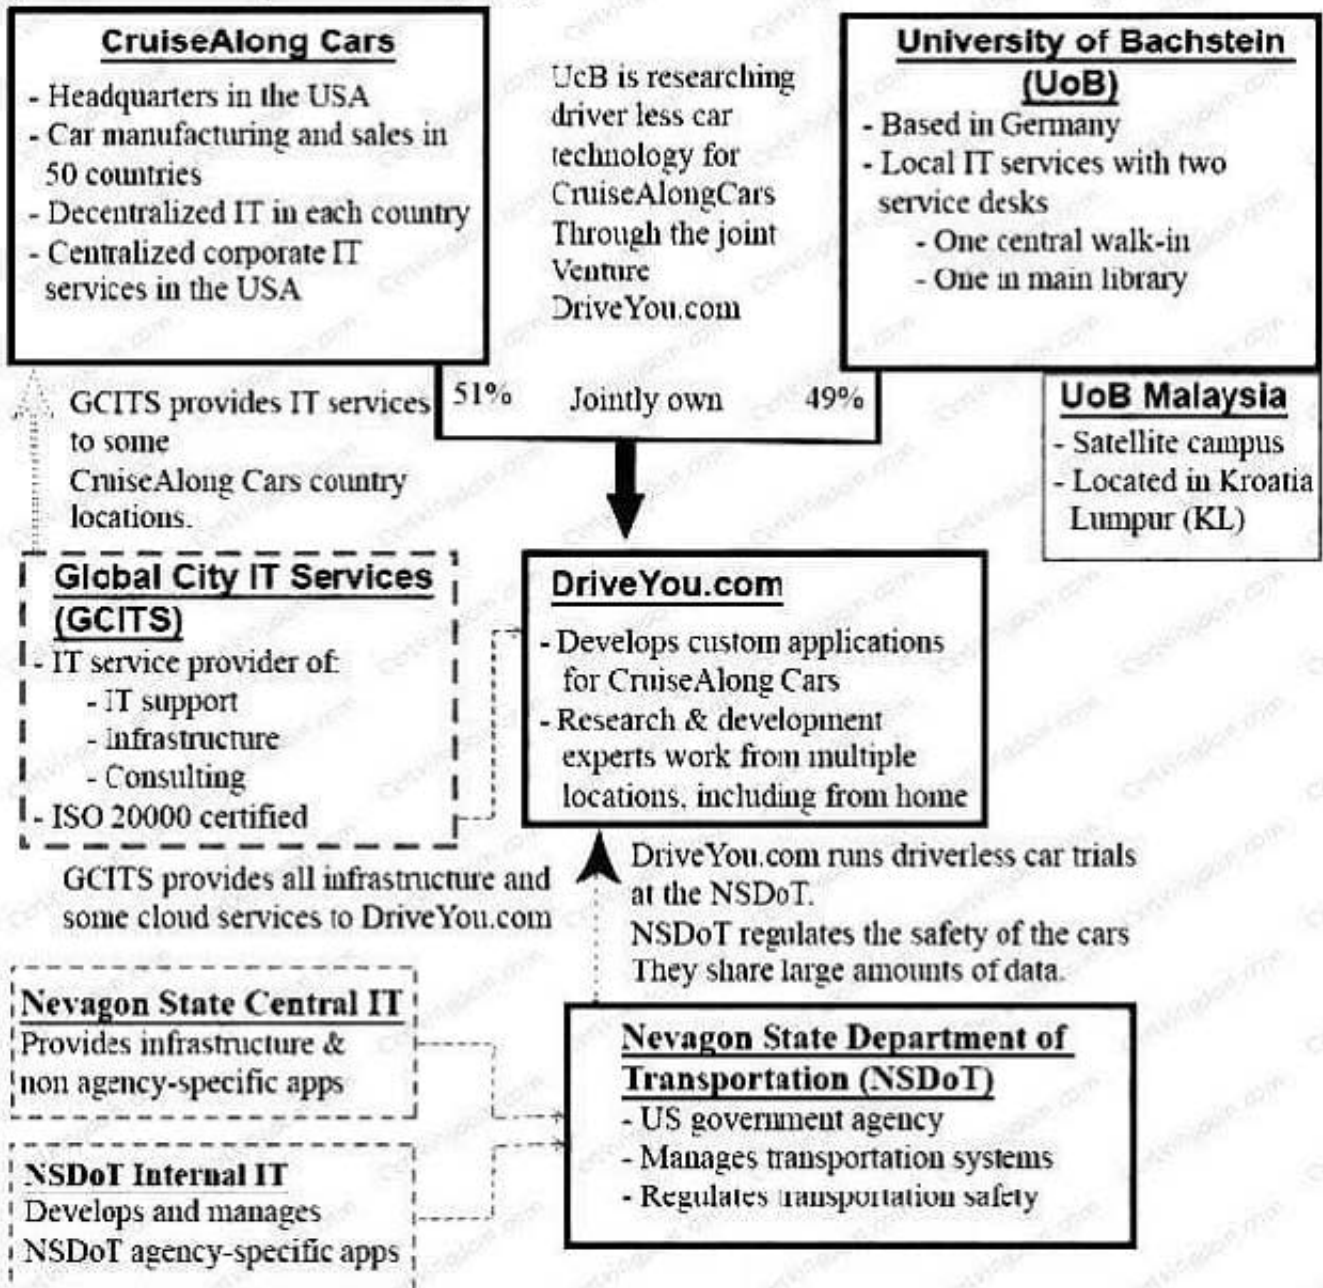 CruiseAlong Cars
- Headquarters in the USA
- Car manufacturing and sales in
50 countries
- Decentralized IT in each country
- Centralized corporate IT
services in the USA
UcB is researching
driver less car
technology for
CruiseAlongCars
Through the joint
Venture
DriveYou.com
University of Bachstein
(UoB)
- Based in Germany
- Local IT services with two
service desks
- One central walk-in
- One in main library
51% Jointly own 49%
UoB Malaysia
- Satellite campus
- Located in Kroatia
Lumpur (KL)
GCITS provides IT services
to some
CruiseAlong Cars country
locations.
Global City IT Services
(GCITS)
- IT service provider of:
- IT support
- Infrastructure
- Consulting
- ISO 20000 certified
DriveYou.com
- Develops custom applications
for CruiseAlong Cars
- Research & development
experts work from multiple
locations, including from home
GCITS provides all infrastructure and
some cloud services to DriveYou.com
DriveYou.com runs driverless car trials
at the NSDoT.
NSDoT regulates the safety of the cars
They share large amounts of data.
Nevagon State Central IT
Provides infrastructure &
non agency-specific apps
NSDoT Internal IT
Develops and manages
NSDoT agency-specific apps
Nevagon State Department of
Transportation (NSDoT)
- US government agency
- Manages transportation systems
- Regulates transportation safety